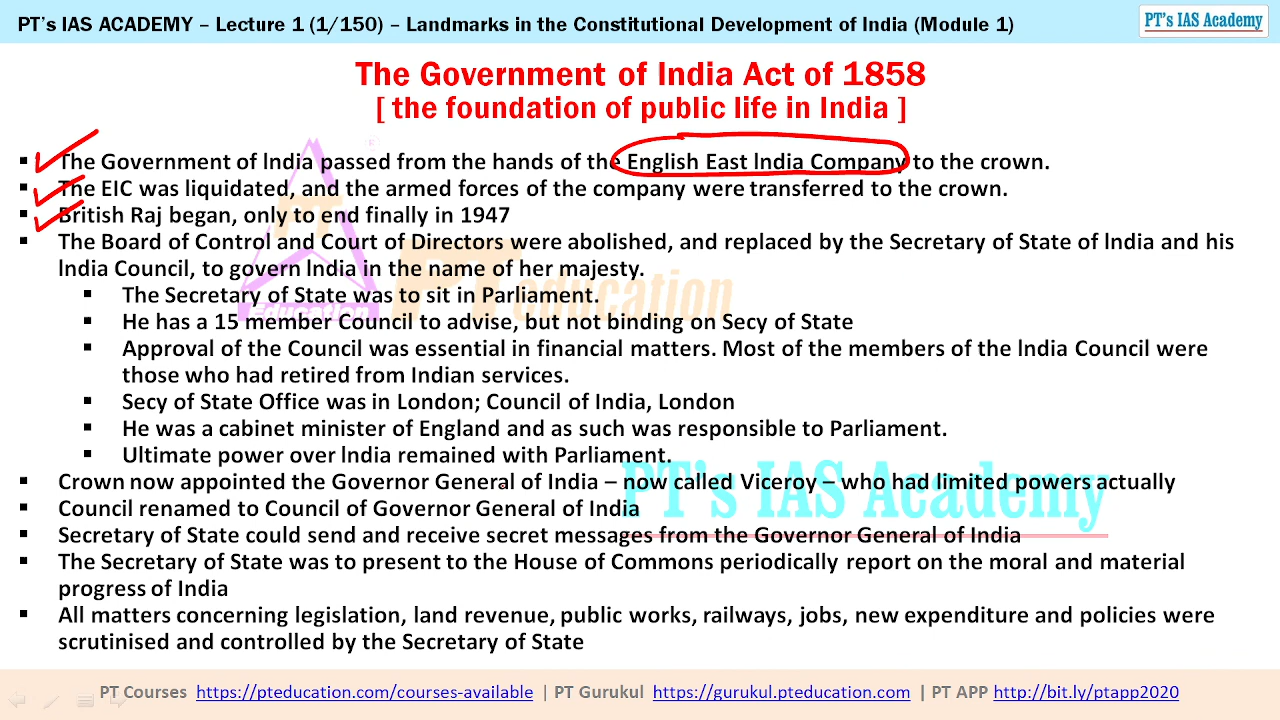 PT's IAS ACADEMY – Lecture 1 (1/150) – Landmarks in the Constitutional Development of India (Module 1)
PT's IAS Academy
The Government of India Act of 1858
[ the foundation of public life in India ]
▪ The Government of India passed from the hands of the English East India Company to the crown.
▪ The EIC was liquidated, and the armed forces of the company were transferred to the crown.
▪ British Raj began, only to end finally in 1947
▪ The Board of Control and Court of Directors were abolished, and replaced by the Secretary of State of India and his
India Council, to govern India in the name of her majesty.
▪ The Secretary of State was to sit in Parliament.
▪ He has a 15 member Council to advise, but not binding on Secy of State
▪ Approval of the Council was essential in financial matters. Most of the members of the India Council were
those who had retired from Indian services.
▪ Secy of State Office was in London; Council of India, London
▪ He was a cabinet minister of England and as such was responsible to Parliament.
▪ Ultimate power over India remained with Parliament.
▪ Crown now appointed the Governor General of India – now called Viceroy – who had limited powers actually
▪ Council renamed to Council of Governor General of India
▪ Secretary of State could send and receive secret messages from the Governor General of India
▪ The Secretary of State was to present to the House of Commons periodically report on the moral and material
progress of India
▪ All matters concerning legislation, land revenue, public works, railways, jobs, new expenditure and policies were
scrutinised and controlled by the Secretary of State
PT education
Education
PT's IAS Academy
PT Courses https://pteducation.com/courses-available | PT Gurukul https://gurukul.pteducation.com | PT APP http://bit.ly/ptapp2020